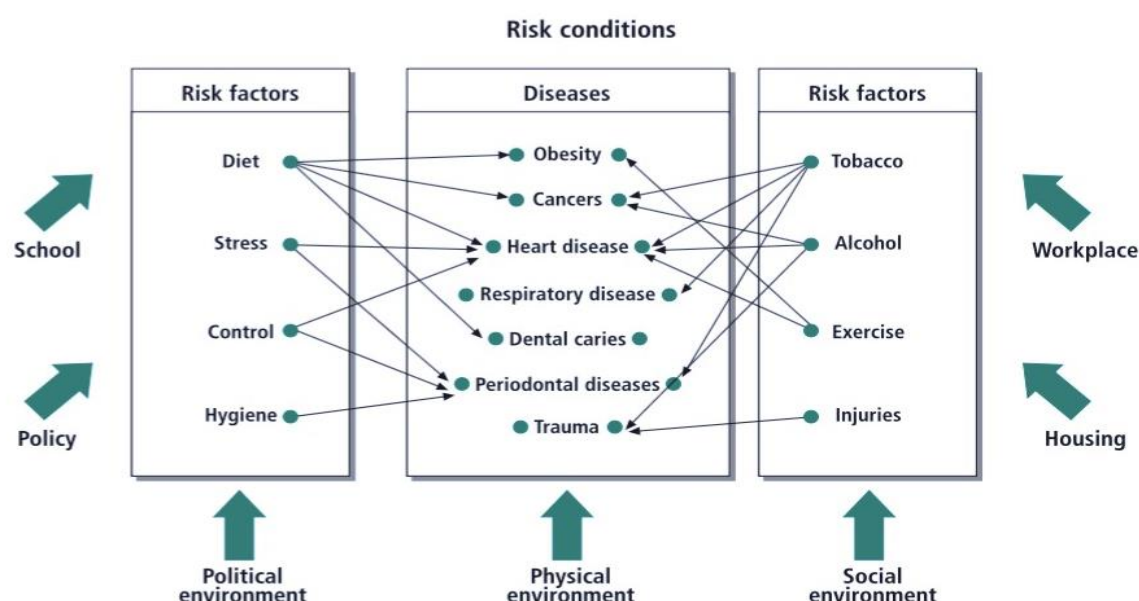 Risk conditions
Risk factors
Diseases
Risk factors
Diet
Stress
Control
Hygiene
Obesity
Cancers
Heart disease
Respiratory disease
Dental caries
Periodontal diseases
Trauma
Tobacco
Alcohol
Exercise
Injuries
School
Policy
Workplace
Housing
Political
environment
Physical
environment
Social
environment